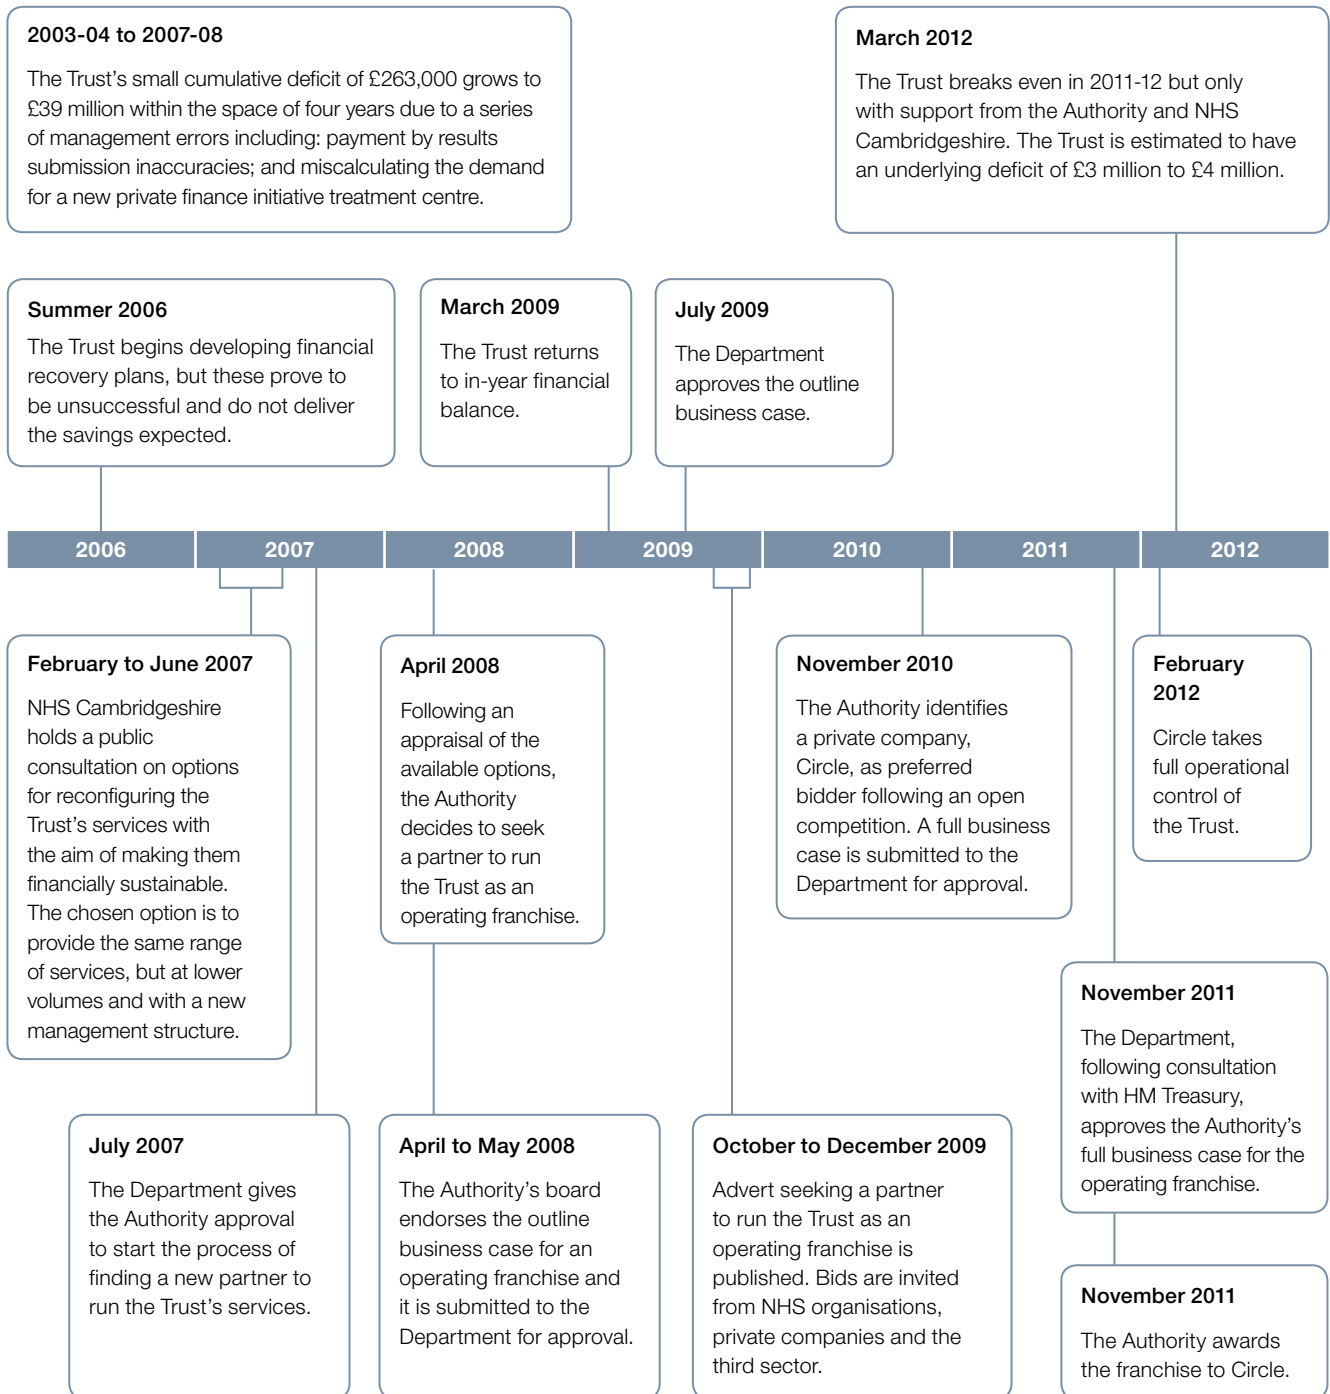 2003-04 to 2007-08
The Trust's small cumulative deficit of £263,000 grows to
£39 million within the space of four years due to a series
of management errors including: payment by results
submission inaccuracies; and miscalculating the demand
for a new private finance initiative treatment centre.
March 2012
The Trust breaks even in 2011-12 but only
with support from the Authority and NHS
Cambridgeshire. The Trust is estimated to have
an underlying deficit of £3 million to £4 million.
Summer 2006
The Trust begins developing financial
recovery plans, but these prove to
be unsuccessful and do not deliver
the savings expected.
March 2009
The Trust returns
to in-year financial
balance.
July 2009
The Department
approves the outline
business case.
2006
2007
2008
2009
2010
2011
2012
February to June 2007
NHS Cambridgeshire
holds a public
consultation on options
for reconfiguring the
Trust's services with
the aim of making them
financially sustainable.
The chosen option is to
provide the same range
of services, but at lower
volumes and with a new
management structure.
April 2008
Following an
appraisal of the
available options,
the Authority
decides to seek
a partner to run
the Trust as an
operating franchise.
November 2010
The Authority identifies
a private company,
Circle, as preferred
bidder following an open
competition. A full business
case is submitted to the
Department for approval.
February
2012
Circle takes
full operational
control of
the Trust.
November 2011
The Department,
following consultation
with HM Treasury,
approves the Authority's
full business case for the
operating franchise.
July 2007
The Department gives
the Authority approval
to start the process of
finding a new partner to
run the Trust's services.
April to May 2008
The Authority's board
endorses the outline
business case for an
operating franchise and
it is submitted to the
Department for approval.
October to December 2009
Advert seeking a partner
to run the Trust as an
operating franchise is
published. Bids are invited
from NHS organisations,
private companies and the
third sector.
November 2011
The Authority awards
the franchise to Circle.